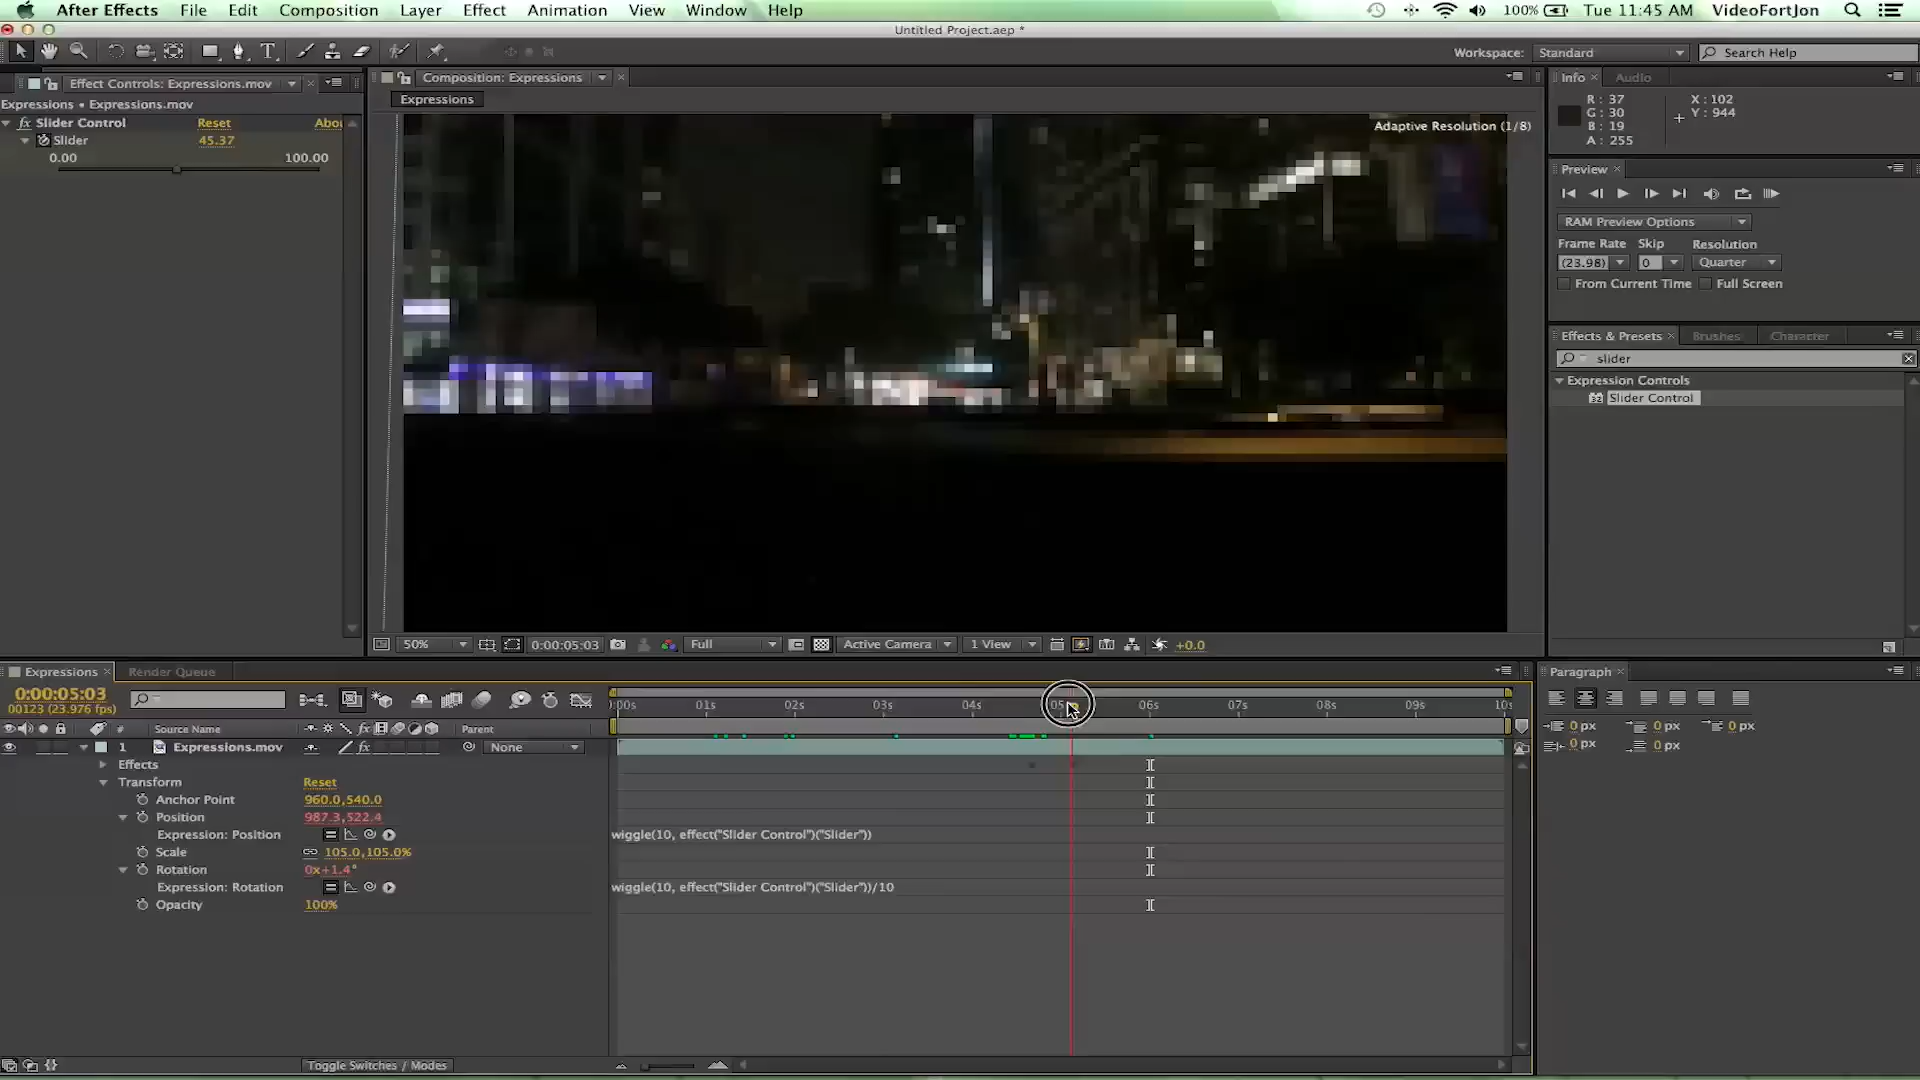 After Effects File Edit Composition Layer Effect Animation View Window Help 100% Tue 11:45 AM VideoFortJon
Untitled Project.aep *
Workspace: Standard Search Help
Effect Controls: Expressions.mov
Composition: Expressions
Info Audio
Expressions • Expressions.mov
Expressions
R: 37
G: 30
B: 19
A: 255
X: 102
Y: 944
fx Slider Control Reset Abou
Slider 45.37
0.00 100.00
Adaptive Resolution (1/8)
Preview
RAM Preview Options
Frame Rate Skip Resolution
(23.98) 0 Quarter
From Current Time Full Screen
Effects & Presets Brushes Character
slider
Expression Controls
Slider Control
50% 0:00:05:03 Full Active Camera 1 View +0.0
Expressions Render Queue
Paragraph
0:00:05:03
00123 (23.976 fps)
):00s 01s 02s 03s 04s 05s 06s 07s 08s 09s 10s
# Source Name fx Parent
1 Expressions.mov fx None
Effects
Transform Reset
Anchor Point 960.0,540.0
Position 987.3,522.4
Expression: Position wiggle(10, effect("Slider Control")("Slider"))
Scale 105.0,105.0%
Rotation 0x+1.4°
Expression: Rotation wiggle(10, effect("Slider Control")("Slider"))/10
Opacity 100%
0 px 0 px 0 px
0 px 0 px
Toggle Switches / Modes